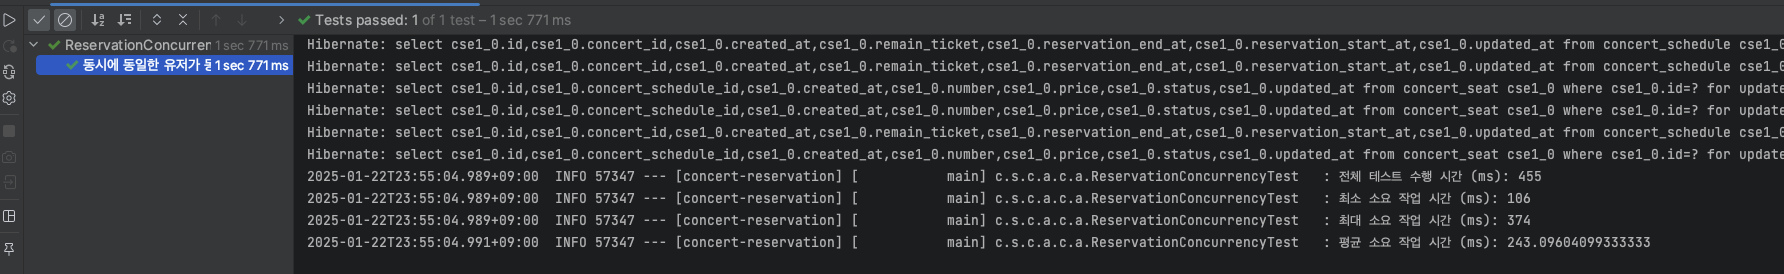 Tests passed: 1 of 1 test – 1 sec 771 ms
ReservationConcurren 1 sec 771 ms
동시에 동일한 유저가 동 1 sec 771 ms
Hibernate: select cse1_0.id,cse1_0.concert_id,cse1_0.created_at,cse1_0.remain_ticket,cse1_0.reservation_end_at,cse1_0.reservation_start_at,cse1_0.updated_at from concert_schedule cse1_0
Hibernate: select cse1_0.id,cse1_0.concert_id,cse1_0.created_at,cse1_0.remain_ticket,cse1_0.reservation_end_at,cse1_0.reservation_start_at,cse1_0.updated_at from concert_schedule cse1_0
Hibernate: select cse1_0.id,cse1_0.concert_schedule_id,cse1_0.created_at,cse1_0.number,cse1_0.price,cse1_0.status,cse1_0.updated_at from concert_seat cse1_0 where cse1_0.id=? for update
Hibernate: select cse1_0.id,cse1_0.concert_schedule_id,cse1_0.created_at,cse1_0.number,cse1_0.price,cse1_0.status,cse1_0.updated_at from concert_seat cse1_0 where cse1_0.id=? for update
Hibernate: select cse1_0.id,cse1_0.concert_id,cse1_0.created_at,cse1_0.remain_ticket,cse1_0.reservation_end_at,cse1_0.reservation_start_at,cse1_0.updated_at from concert_schedule cse1_0
Hibernate: select cse1_0.id,cse1_0.concert_schedule_id,cse1_0.created_at,cse1_0.number,cse1_0.price,cse1_0.status,cse1_0.updated_at from concert_seat cse1_0 where cse1_0.id=? for update
2025-01-22T23:55:04.989+09:00  INFO 57347 --- [concert-reservation] [           main] c.s.c.a.c.a.ReservationConcurrencyTest   : 전체 테스트 수행 시간 (ms): 455
2025-01-22T23:55:04.989+09:00  INFO 57347 --- [concert-reservation] [           main] c.s.c.a.c.a.ReservationConcurrencyTest   : 최소 소요 작업 시간 (ms): 106
2025-01-22T23:55:04.989+09:00  INFO 57347 --- [concert-reservation] [           main] c.s.c.a.c.a.ReservationConcurrencyTest   : 최대 소요 작업 시간 (ms): 374
2025-01-22T23:55:04.991+09:00  INFO 57347 --- [concert-reservation] [           main] c.s.c.a.c.a.ReservationConcurrencyTest   : 평균 소요 작업 시간 (ms): 243.09604099333333